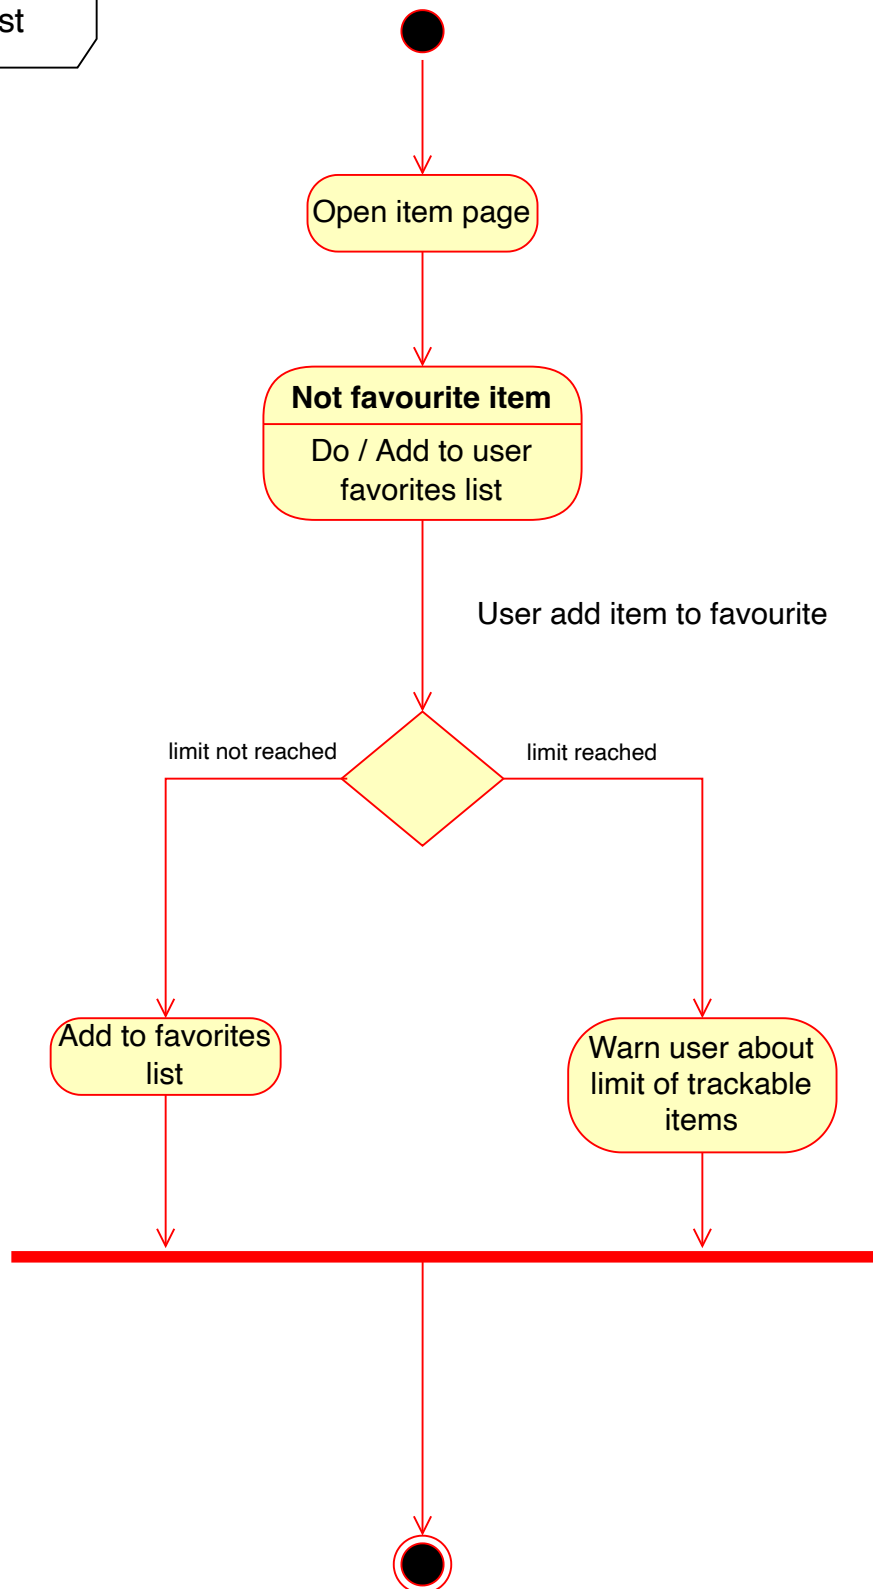 st
Open item page
Not favourite item
Do / Add to user
favorites list
User add item to favourite
limit not reached
limit reached
Add to favorites
list
Warn user about
limit of trackable
items